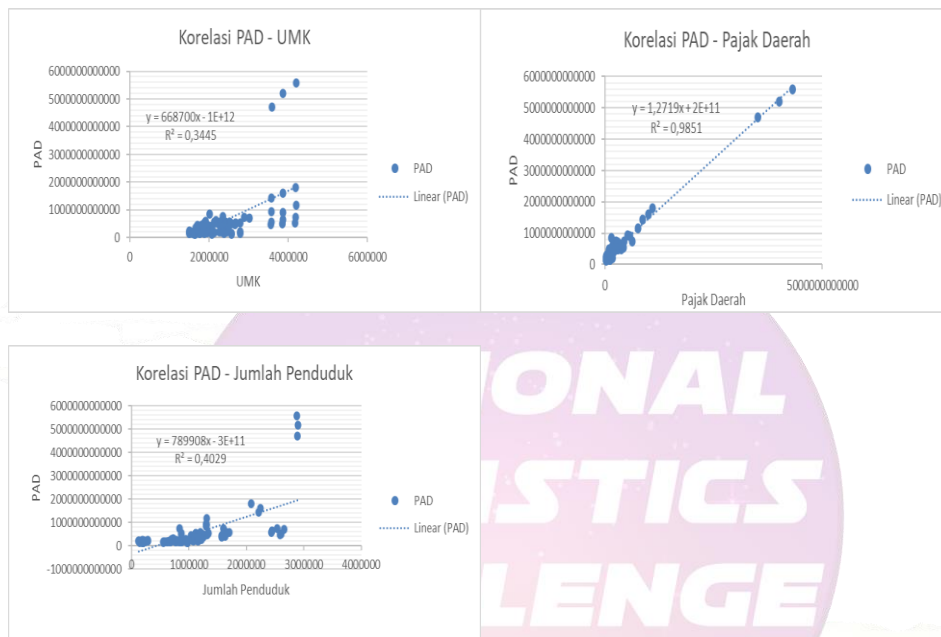 Korelasi PAD - UMK
6000000000000
5000000000000
4000000000000
3000000000000
2000000000000
1000000000000
0
PAD
y = 668700x - 1E+12
R² = 0,3445
0 2000000 4000000 6000000
UMK
PAD
Linear (PAD)
Korelasi PAD - Pajak Daerah
6000000000000
5000000000000
4000000000000
3000000000000
2000000000000
1000000000000
0
PAD
y = 1,2719x + 2E+11
R² = 0,9851
0 5000000000000
Pajak Daerah
PAD
Linear (PAD)
Korelasi PAD - Jumlah Penduduk
6000000000000
5000000000000
4000000000000
3000000000000
2000000000000
1000000000000
0
-1000000000000
PAD
y = 789908x - 3E+11
R² = 0,4029
0 1000000 2000000 3000000 4000000
Jumlah Penduduk
PAD
Linear (PAD)
IONAL
ISTICS
LENGE